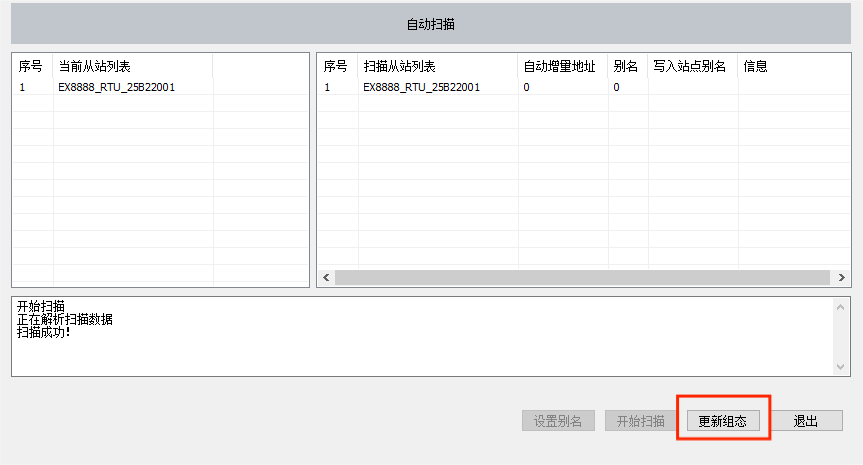 自动扫描
序号 当前从站列表
1 EX8888_RTU_25B22001
序号 扫描从站列表 自动增量地址 别名 写入站点别名 信息
1 EX8888_RTU_25B22001 0 0
开始扫描
正在解析扫描数据
扫描成功!
设置别名 开始扫描 更新组态 退出